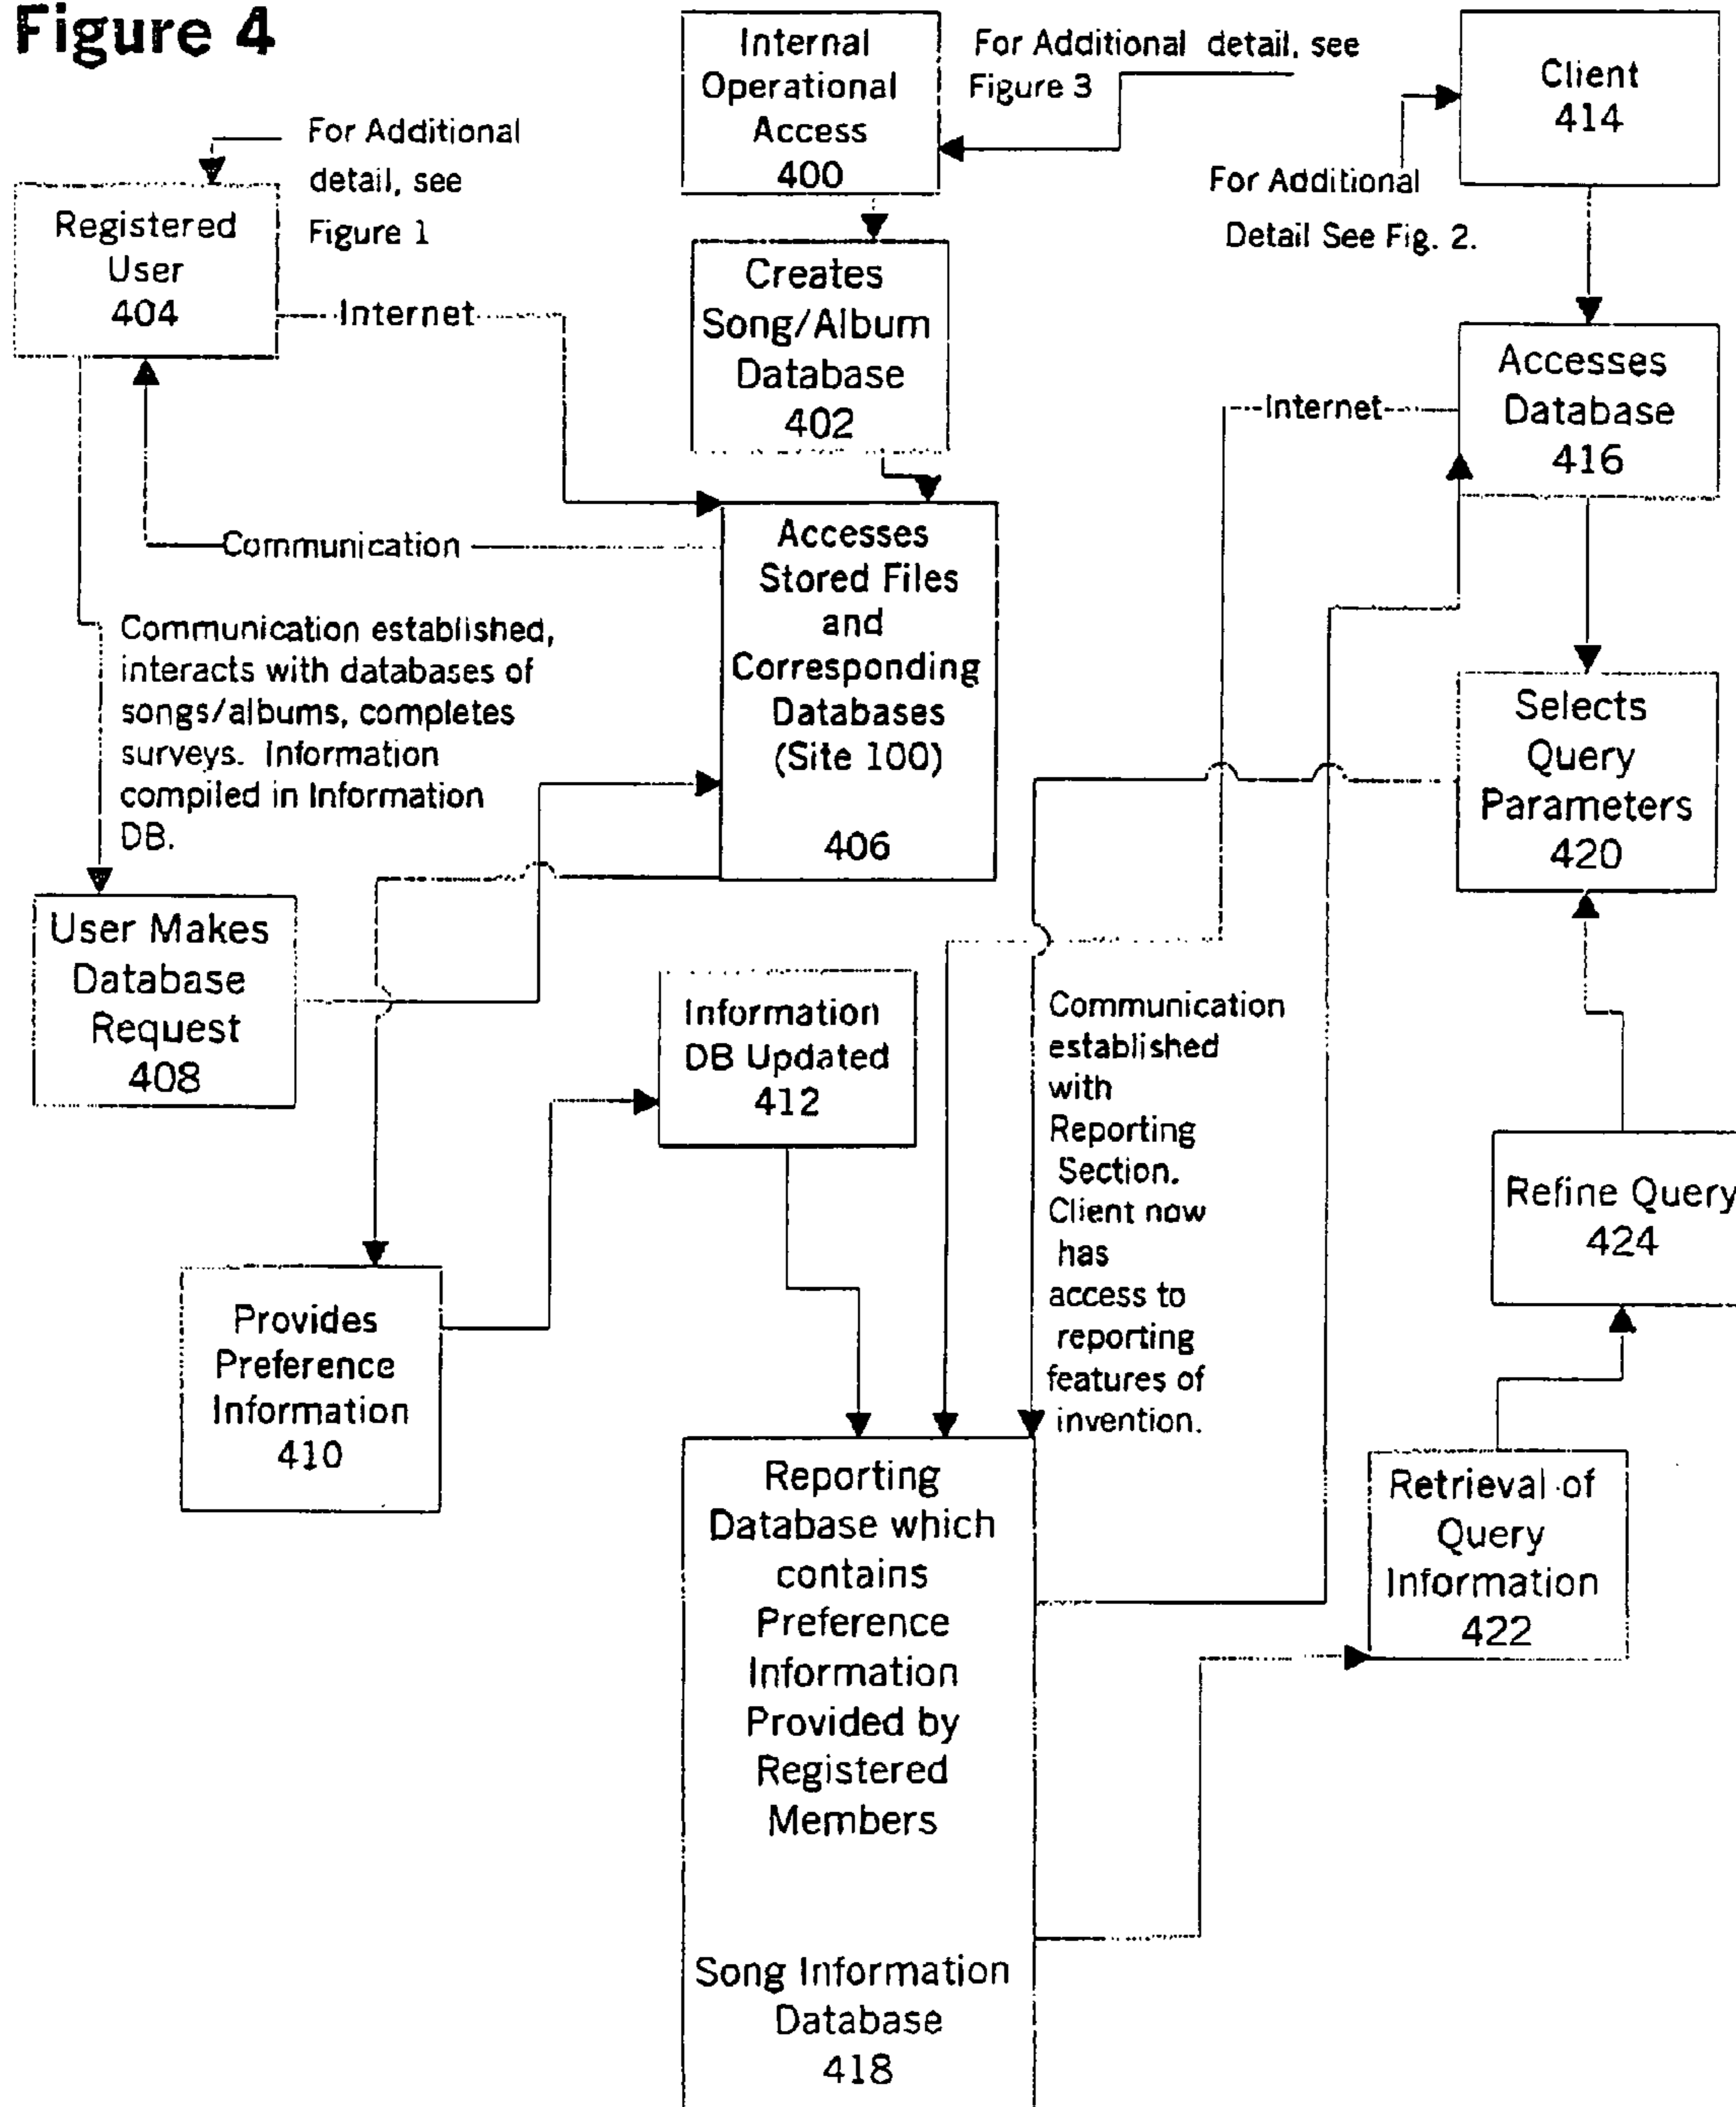 Figure 4
Internal
Operational
Access
400
For Additional detail, see
Figure 3
Client
414
For Additional
Detail See Fig. 2.
For Additional
detail, see
Figure 1
Registered
User
404
Internet
Creates
Song/Album
Database
402
Accesses
Database
416
Internet
Communication
Accesses
Stored Files
and
Corresponding
Databases
(Site 100)
406
Communication established,
interacts with databases of
songs/albums, completes
surveys. Information
compiled in Information
DB.
Selects
Query
Parameters
420
User Makes
Database
Request
408
Information
DB Updated
412
Communication
established
with
Reporting
Section.
Client now
has
access to
reporting
features of
invention.
Refine Query
424
Provides
Preference
Information
410
Reporting
Database which
contains
Preference
Information
Provided by
Registered
Members
Song Information
Database
418
Retrieval of
Query
Information
422